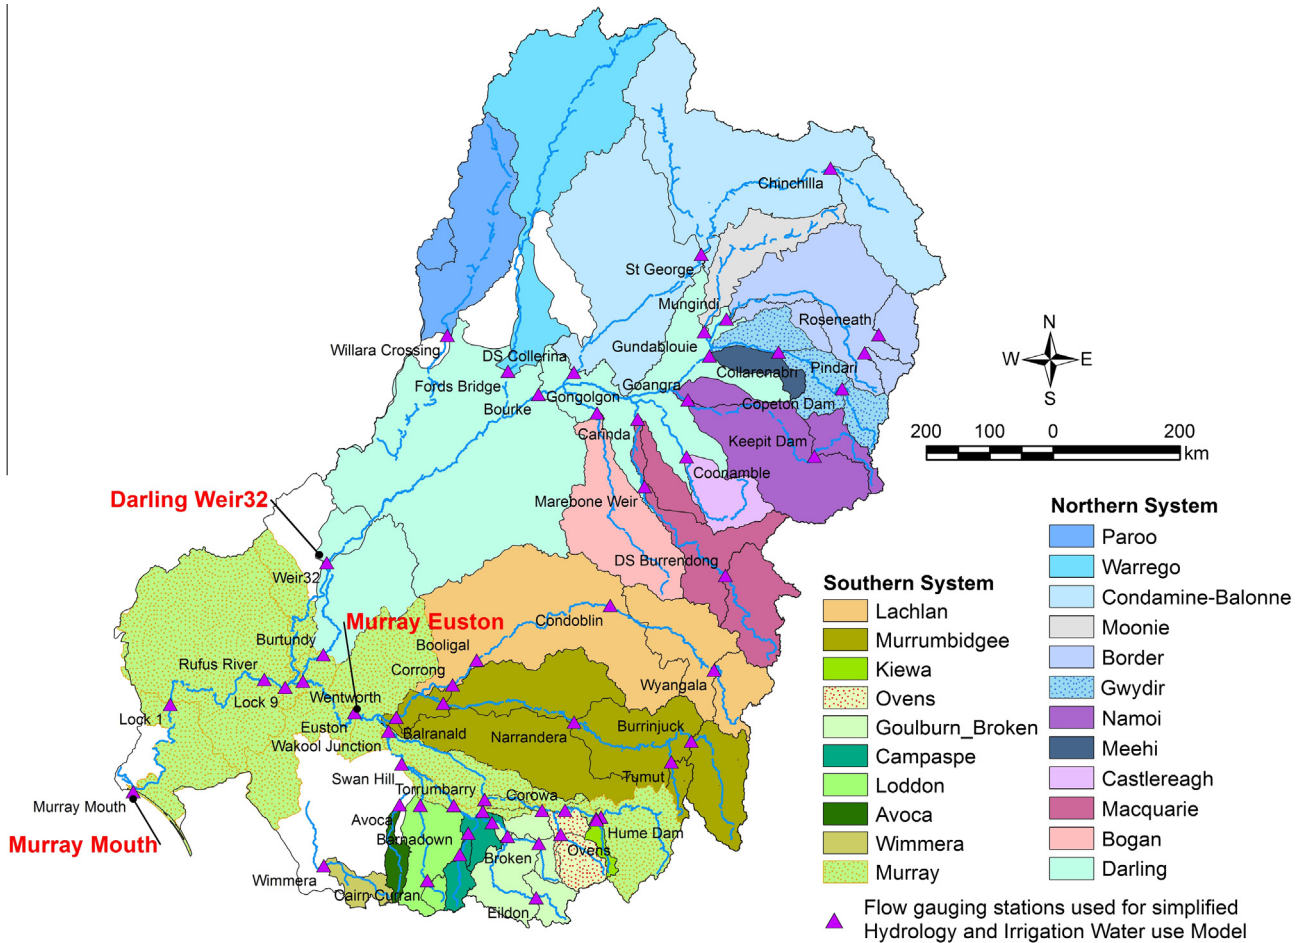 Chinchilla
St George
Mungindi
Roseneath
Willara Crossing
DS Collerina
Gundablouie
Collarenabri
Pindari
Fords Bridge
Goangra
Bourke
Gongolgon
Copeton Dam
Carinda
Keepit Dam
Coonamble
Marebone Weir
DS Burrendong
Darling Weir32
Weir32
Condoblin
Murray Euston
Burtundy
Booligal
Rufus River
Corrong
Wyangala
Lock 9
Wentworth
Lock 1
Euston
Balranald
Narrandera
Burrinjuck
Wakool Junction
Swan Hill
Tumut
Torrumbarry
Corowa
Murray Mouth
Murray Mouth
Avoca
Barnadown
Hume Dam
Broken
Ovens
Wimmera
Cairn Curran
Eildon
N
W
E
S
200
100
0
200
km
Southern System
Lachlan
Murrumbidgee
Kiewa
Ovens
Goulburn_Broken
Campaspe
Loddon
Avoca
Wimmera
Murray
Northern System
Paroo
Warrego
Condamine-Balonne
Moonie
Border
Gwydir
Namoi
Meehi
Castlereagh
Macquarie
Bogan
Darling
Flow gauging stations used for simplified
Hydrology and Irrigation Water use Model